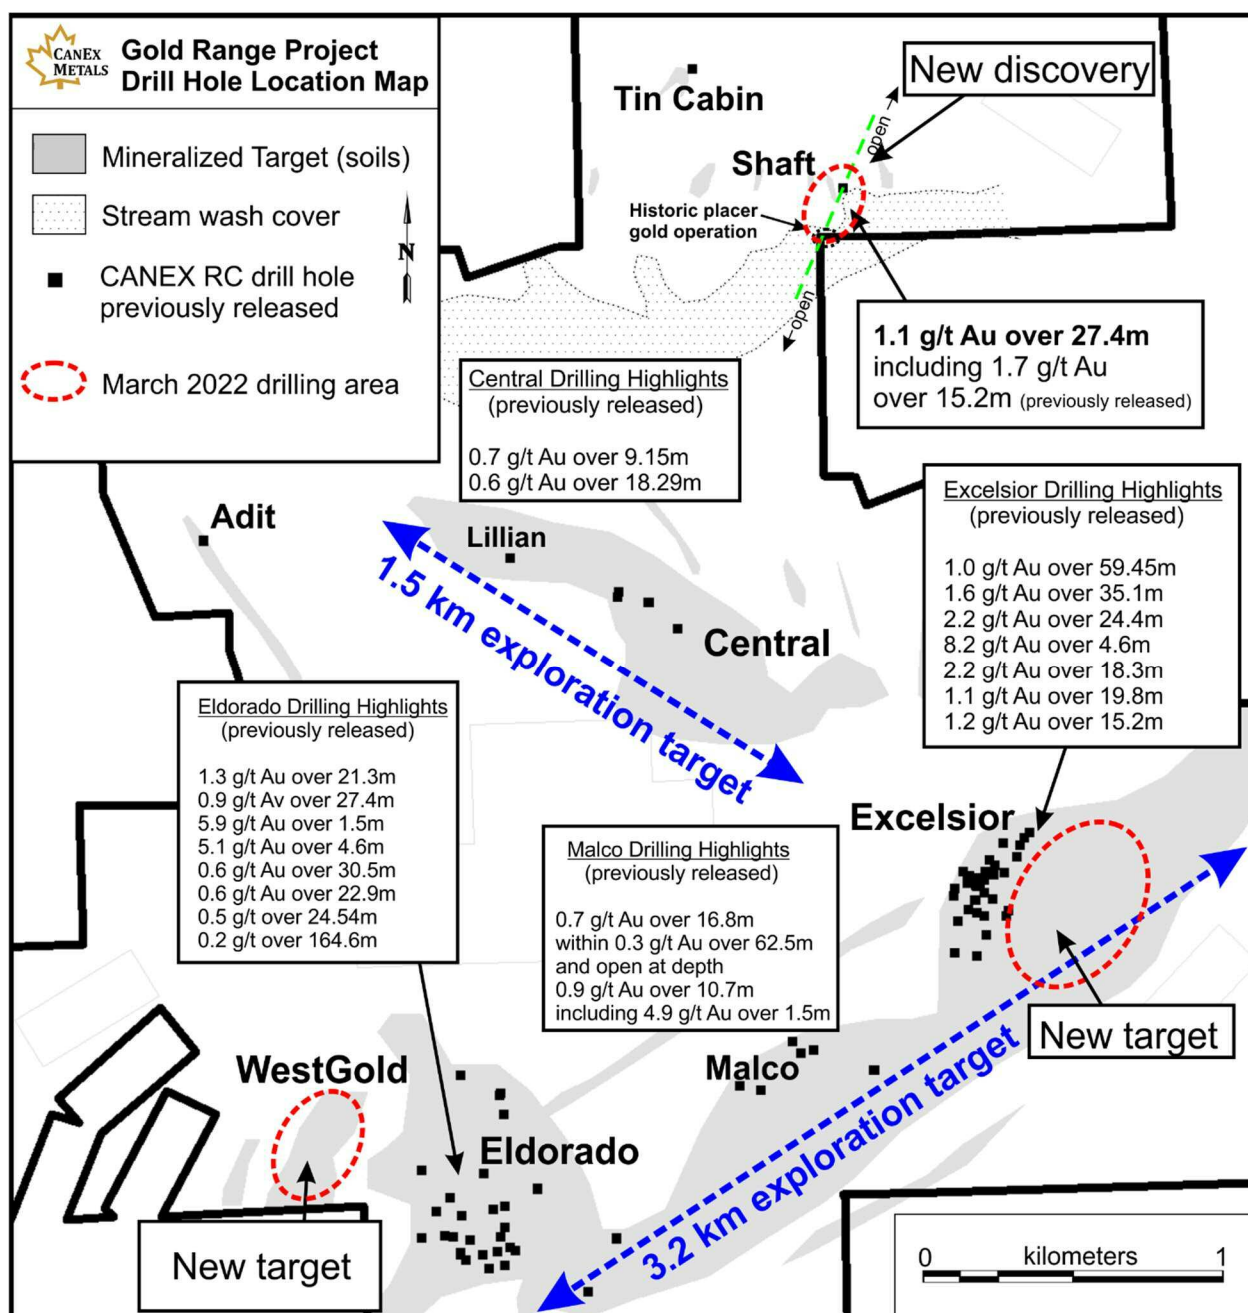 CANEX
METALS
Gold Range Project
Drill Hole Location Map
Mineralized Target (soils)
Stream wash cover
CANEX RC drill hole
previously released
N
March 2022 drilling area
Tin Cabin
New discovery
open
Shaft
Historic placer
gold operation
open
1.1 g/t Au over 27.4m
including 1.7 g/t Au
over 15.2m (previously released)
Central Drilling Highlights
(previously released)
0.7 g/t Au over 9.15m
0.6 g/t Au over 18.29m
Excelsior Drilling Highlights
(previously released)
1.0 g/t Au over 59.45m
1.6 g/t Au over 35.1m
2.2 g/t Au over 24.4m
8.2 g/t Au over 4.6m
2.2 g/t Au over 18.3m
1.1 g/t Au over 19.8m
1.2 g/t Au over 15.2m
Adit
Lillian
Central
1.5 km exploration target
Eldorado Drilling Highlights
(previously released)
1.3 g/t Au over 21.3m
0.9 g/t Av over 27.4m
5.9 g/t Au over 1.5m
5.1 g/t Au over 4.6m
0.6 g/t Au over 30.5m
0.6 g/t Au over 22.9m
0.5 g/t over 24.54m
0.2 g/t over 164.6m
Excelsior
Malco Drilling Highlights
(previously released)
0.7 g/t Au over 16.8m
within 0.3 g/t Au over 62.5m
and open at depth
0.9 g/t Au over 10.7m
including 4.9 g/t Au over 1.5m
New target
WestGold
Malco
Eldorado
3.2 km exploration target
New target
0 kilometers 1